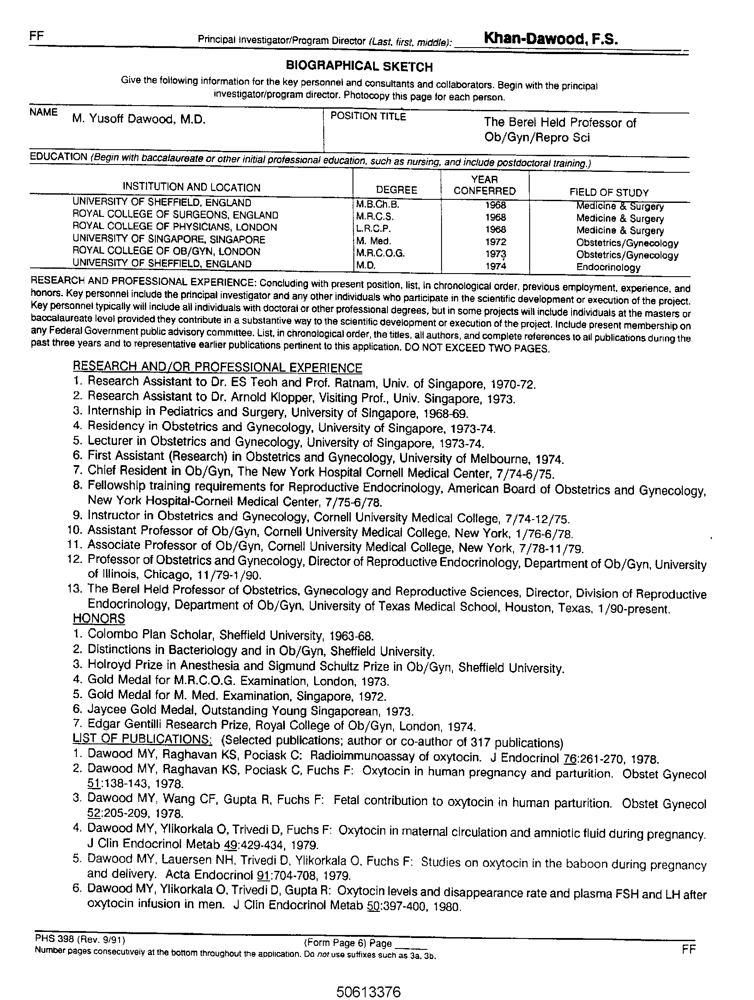 FF
Principal Investigator/Program Director (Last, first, middle): Khan-Dawood, F.S.
BIOGRAPHICAL SKETCH
Give the following information for the key personnel and consultants and collaborators. Begin with the principal
investigator/program director. Photocopy this page for each person.
NAME M. Yusoff Dawood, M.D.
POSITION TITLE
The Berel Held Professor of
Ob/Gyn/Repro Sci
EDUCATION (Begin with baccalaureate or other initial professional education, such as nursing, and include postdoctoral training.)
INSTITUTION AND LOCATION DEGREE YEAR CONFERRED FIELD OF STUDY
UNIVERSITY OF SHEFFIELD, ENGLAND M.B.Ch.B. 1968 Medicine & Surgery
ROYAL COLLEGE OF SURGEONS, ENGLAND M.R.C.S. 1968 Medicine & Surgery
ROYAL COLLEGE OF PHYSICIANS, LONDON L.R.C.P. 1968 Medicine & Surgery
UNIVERSITY OF SINGAPORE, SINGAPORE M. Med. 1972 Obstetrics/Gynecology
ROYAL COLLEGE OF OB/GYN, LONDON M.R.C.O.G. 1973 Obstetrics/Gynecology
UNIVERSITY OF SHEFFIELD, ENGLAND M.D. 1974 Endocrinology
RESEARCH AND PROFESSIONAL EXPERIENCE: Concluding with present position, list, in chronological order, previous employment, experience, and
honors. Key personnel include the principal investigator and any other individuals who participate in the scientific development or execution of the project.
Key personnel typically will include all individuals with doctoral or other professional degrees, but in some projects will include individuals at the masters or
baccalaureate level provided they contribute in a substantive way to the scientific development or execution of the project. Include present membership on
any Federal Government public advisory committee. List, in chronological order, the titles, all authors, and complete references to all publications during the
past three years and to representative earlier publications pertinent to this application. DO NOT EXCEED TWO PAGES.
RESEARCH AND/OR PROFESSIONAL EXPERIENCE
1. Research Assistant to Dr. ES Teoh and Prof. Ratnam, Univ. of Singapore, 1970-72.
2. Research Assistant to Dr. Arnold Klopper, Visiting Prof., Univ. Singapore, 1973.
3. Internship in Pediatrics and Surgery, University of Singapore, 1968-69.
4. Residency in Obstetrics and Gynecology, University of Singapore, 1973-74.
5. Lecturer in Obstetrics and Gynecology, University of Singapore, 1973-74.
6. First Assistant (Research) in Obstetrics and Gynecology, University of Melbourne, 1974.
7. Chief Resident in Ob/Gyn, The New York Hospital Cornell Medical Center, 7/74-6/75.
8. Fellowship training requirements for Reproductive Endocrinology, American Board of Obstetrics and Gynecology,
New York Hospital-Cornell Medical Center, 7/75-6/78.
9. Instructor in Obstetrics and Gynecology, Cornell University Medical College, 7/74-12/75.
10. Assistant Professor of Ob/Gyn, Cornell University Medical College, New York, 1/76-6/78.
11. Associate Professor of Ob/Gyn, Cornell University Medical College, New York, 7/78-11/79.
12. Professor of Obstetrics and Gynecology, Director of Reproductive Endocrinology, Department of Ob/Gyn, University
of Illinois, Chicago, 11/79-1/90.
13. The Berel Held Professor of Obstetrics, Gynecology and Reproductive Sciences, Director, Division of Reproductive
Endocrinology, Department of Ob/Gyn, University of Texas Medical School, Houston, Texas, 1/90-present.
HONORS
1. Colombo Plan Scholar, Sheffield University, 1963-68.
2. Distinctions in Bacteriology and in Ob/Gyn, Sheffield University.
3. Holroyd Prize in Anesthesia and Sigmund Schultz Prize in Ob/Gyn, Sheffield University.
4. Gold Medal for M.R.C.O.G. Examination, London, 1973.
5. Gold Medal for M. Med. Examination, Singapore, 1972.
6. Jaycee Gold Medal, Outstanding Young Singaporean, 1973.
7. Edgar Gentilli Research Prize, Royal College of Ob/Gyn, London, 1974.
LIST OF PUBLICATIONS: (Selected publications; author or co-author of 317 publications)
1. Dawood MY, Raghavan KS, Pociask C: Radioimmunoassay of oxytocin. J Endocrinol 76:261-270, 1978.
2. Dawood MY, Raghavan KS, Pociask C, Fuchs F: Oxytocin in human pregnancy and parturition. Obstet Gynecol
51:138-143, 1978.
3. Dawood MY, Wang CF, Gupta R, Fuchs F: Fetal contribution to oxytocin in human parturition. Obstet Gynecol
52:205-209, 1978.
4. Dawood MY, Ylikorkala O, Trivedi D, Fuchs F: Oxytocin in maternal circulation and amniotic fluid during pregnancy.
J Clin Endocrinol Metab 49:429-434, 1979.
5. Dawood MY, Lauersen NH, Trivedi D, Ylikorkala O, Fuchs F: Studies on oxytocin in the baboon during pregnancy
and delivery. Acta Endocrinol 91:704-708, 1979.
6. Dawood MY, Ylikorkala O, Trivedi D, Gupta R: Oxytocin levels and disappearance rate and plasma FSH and LH after
oxytocin infusion in men. J Clin Endocrinol Metab 50:397-400, 1980.
PHS 398 (Rev. 9/91) (Form Page 6) Page ____ FF
Number pages consecutively at the bottom throughout the application. Do not use suffixes such as 3a, 3b.
50613376